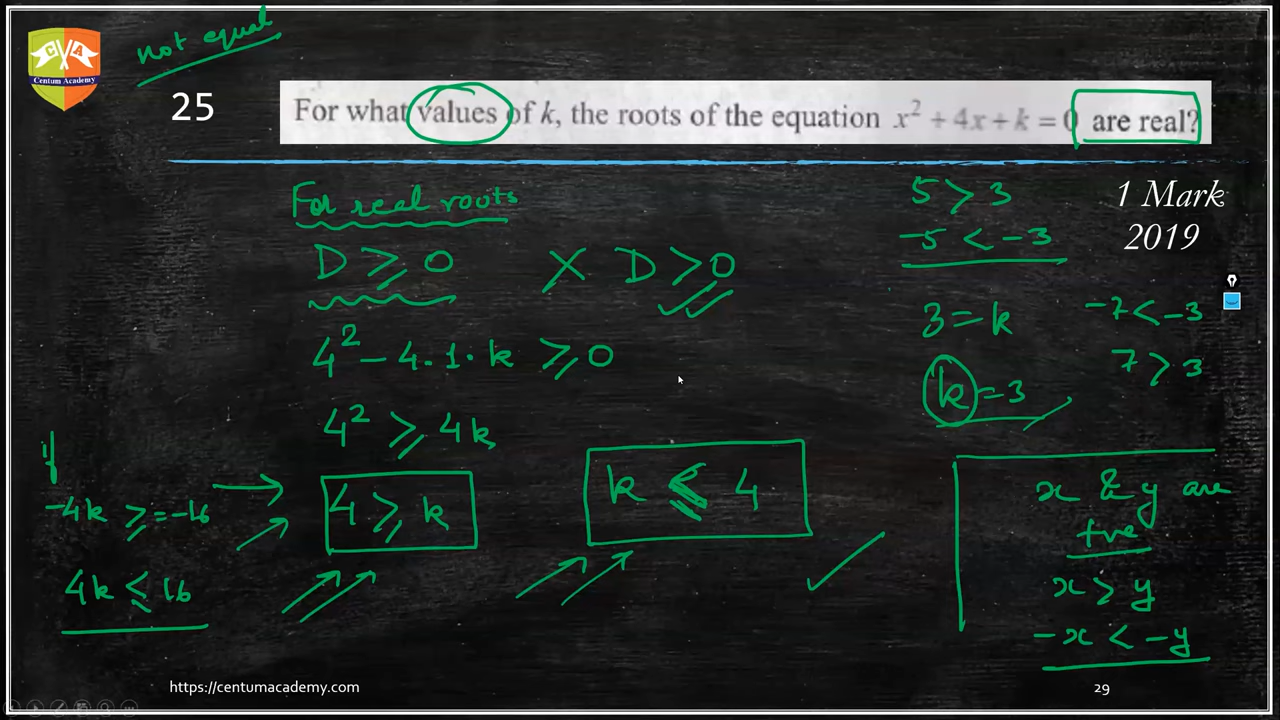 not equal
C A
Centum Academy
25
For what values of k, the roots of the equation x² + 4x + k = 0 are real?
1 Mark
2019
For real roots
D ≥ 0
X D > 0
4² - 4.1.k ≥ 0
4² ≥ 4k
4 ≥ k
k ≤ 4
if
-4k ≥ = -16
4k ≤ 16
5 > 3
-5 < -3
3 = k
k = 3
-7 < -3
7 > 3
x & y are
+ve
x > y
-x < -y
https://centumacademy.com
29